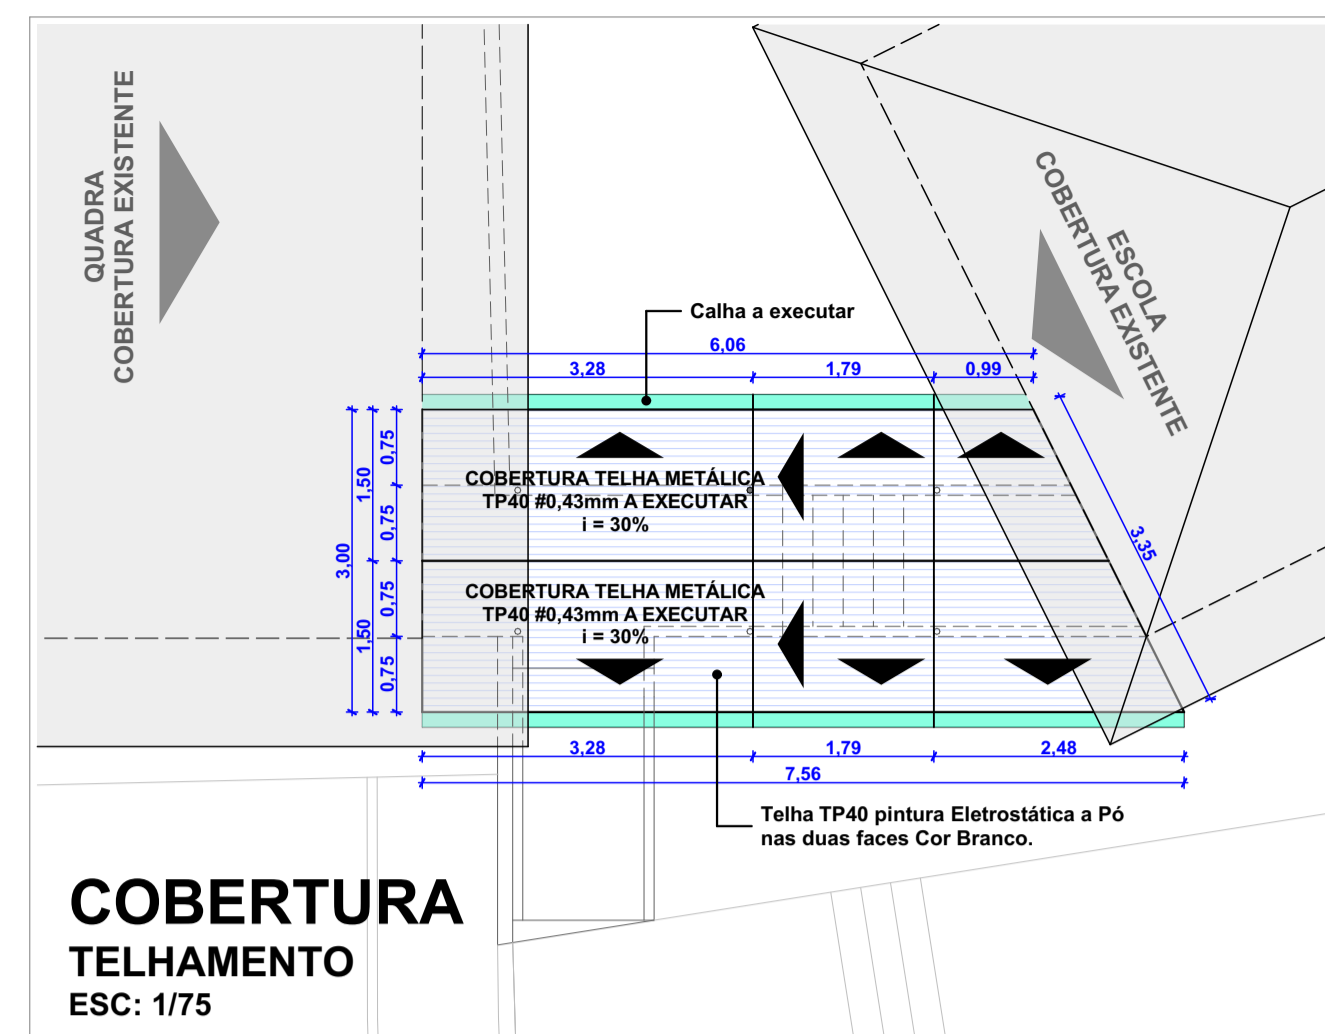 QUADRA
COBERTURA EXISTENTE
ESCOLA
COBERTURA EXISTENTE
Calha a executar
6,06
3,28
1,79
0,99
3,00
1,50
1,50
0,75
0,75
0,75
0,75
COBERTURA TELHA METÁLICA
TP40 #0,43mm A EXECUTAR
i = 30%
COBERTURA TELHA METÁLICA
TP40 #0,43mm A EXECUTAR
i = 30%
3,35
3,28
1,79
2,48
7,56
Telha TP40 pintura Eletrostática a Pó
nas duas faces Cor Branco.
COBERTURA
TELHAMENTO
ESC: 1/75